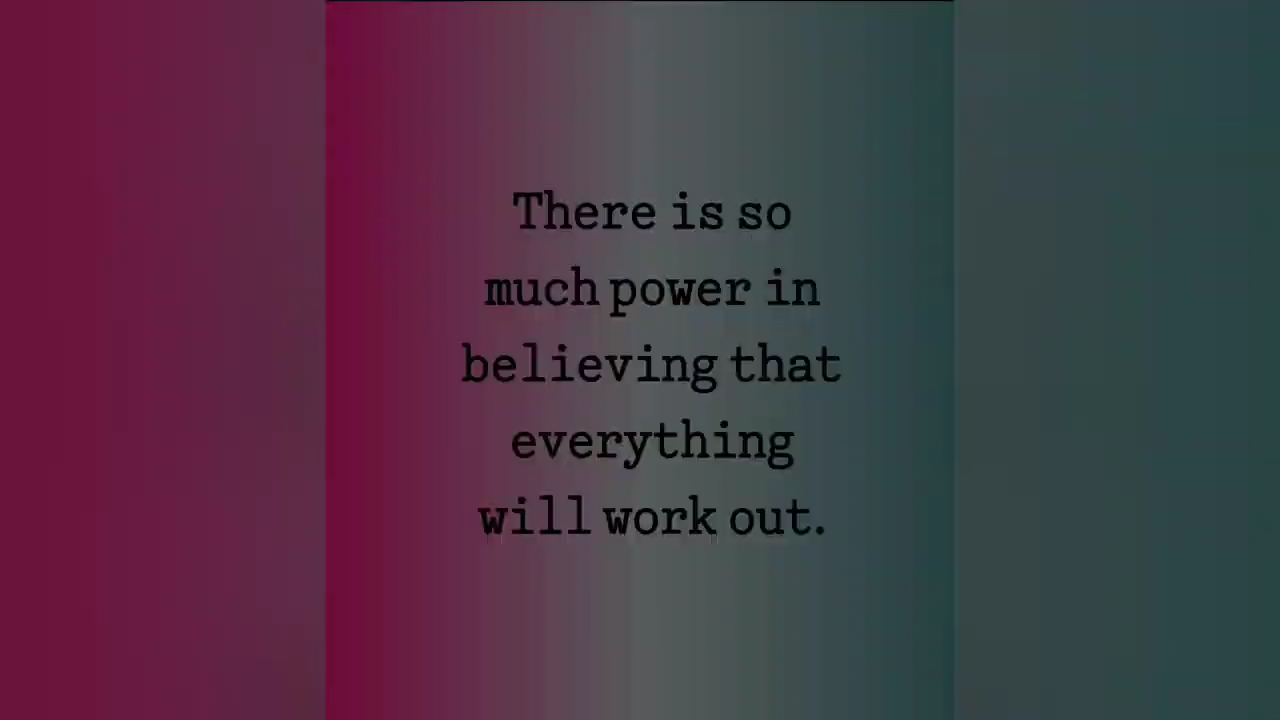 There is so
much power in
believing that
everything
will work out.